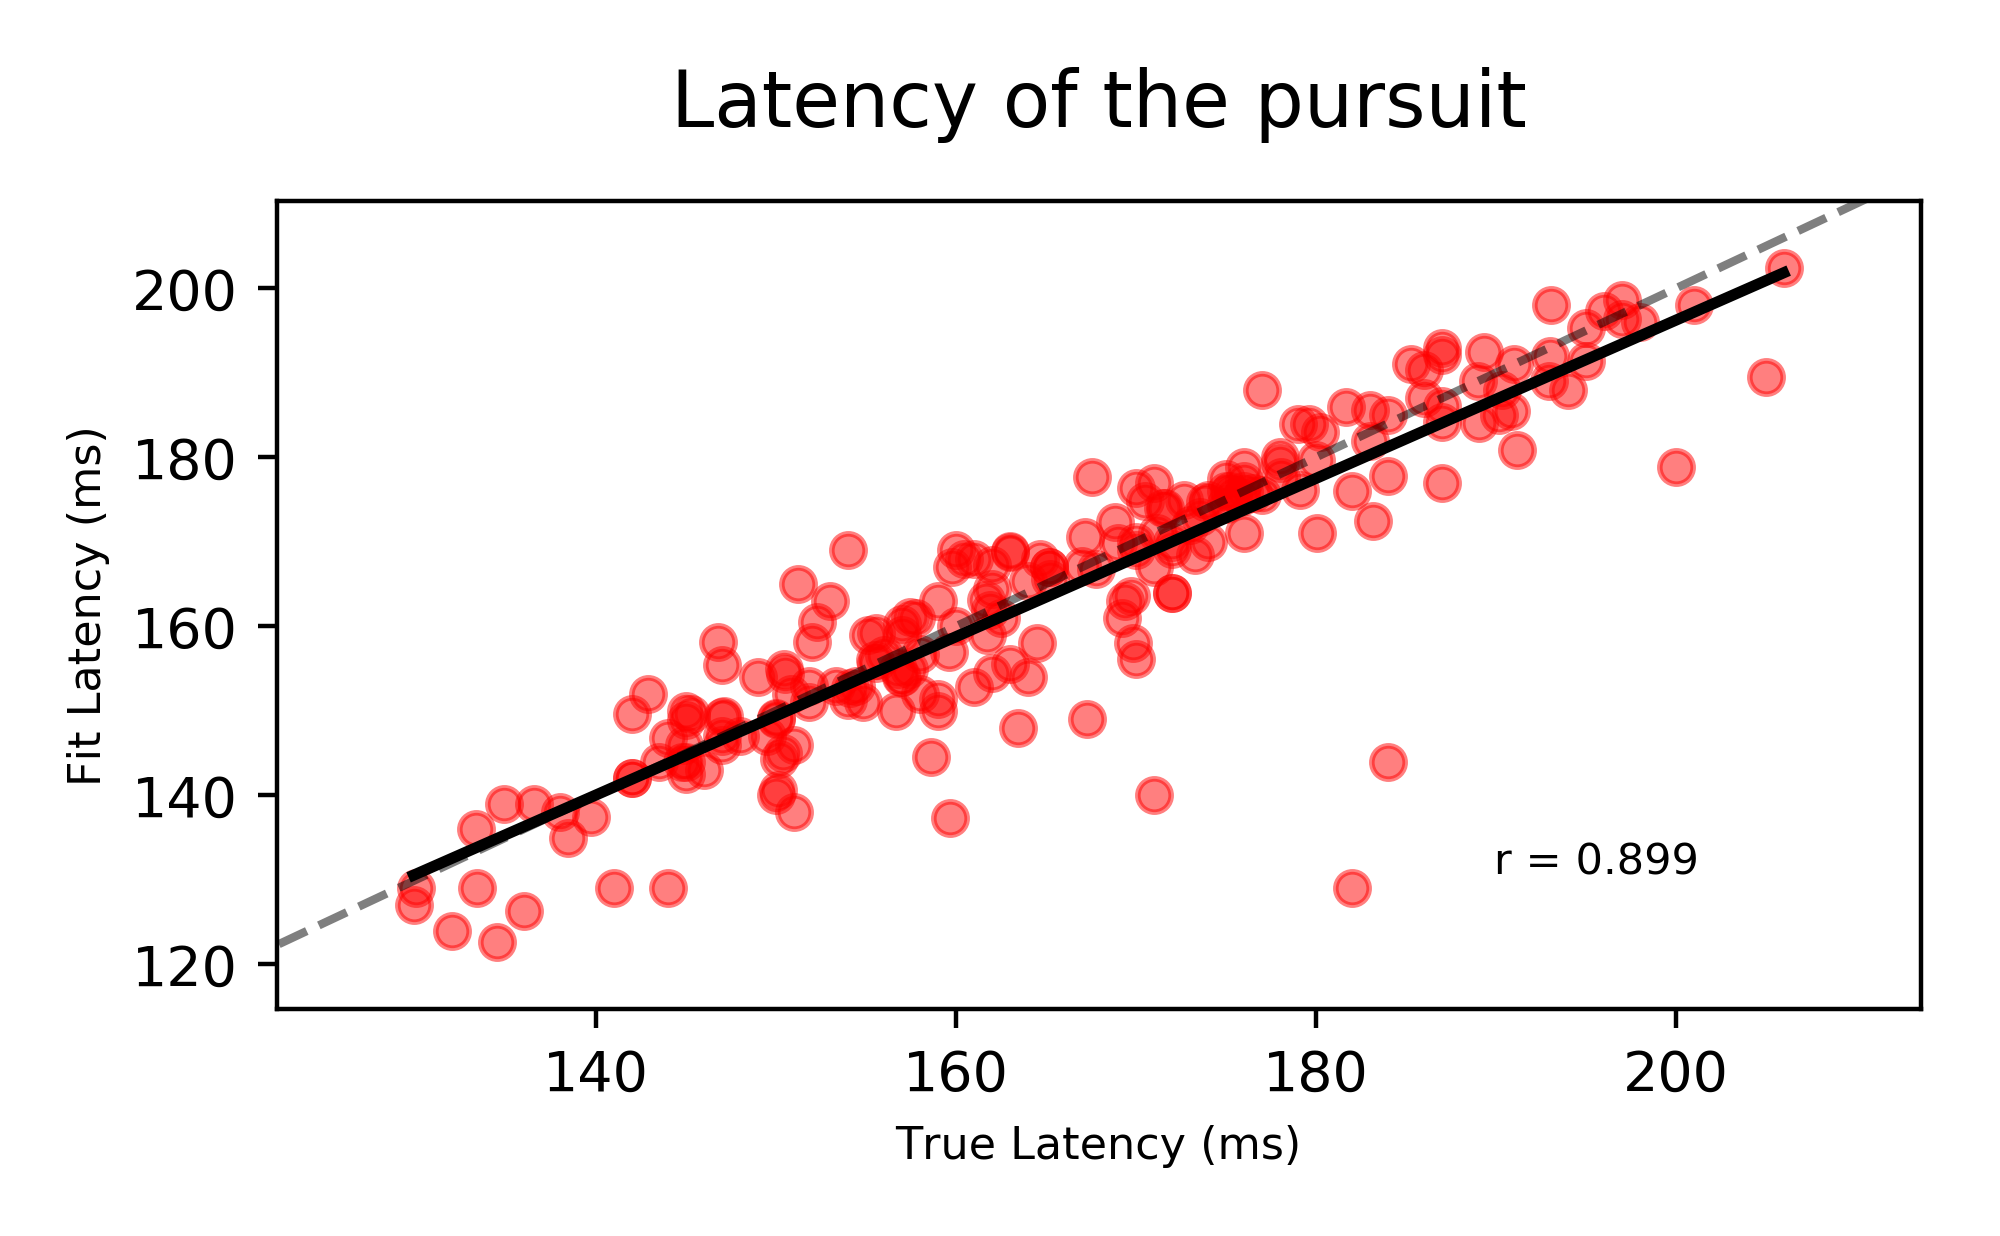 Latency of the pursuit
200
180
160
140
120
Fit Latency (ms)
r = 0.899
140 160 180 200
True Latency (ms)